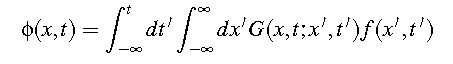 ϕ(x,t) = ∫_{−∞}^{t} dt′ ∫_{−∞}^{∞} dx′G(x,t;x′,t′)f(x′,t′)